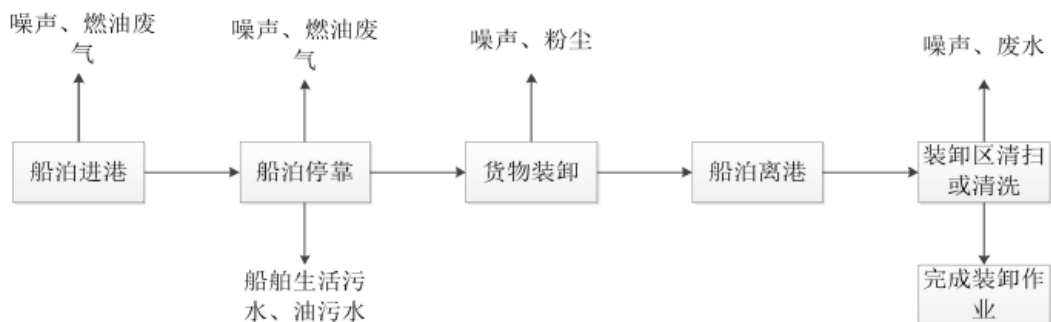 噪声、燃油废
气
噪声、燃油废
气
噪声、粉尘
噪声、废水
船泊进港
船泊停靠
货物装卸
船泊离港
装卸区清扫
或清洗
船舶生活污
水、油污水
完成装卸作
业